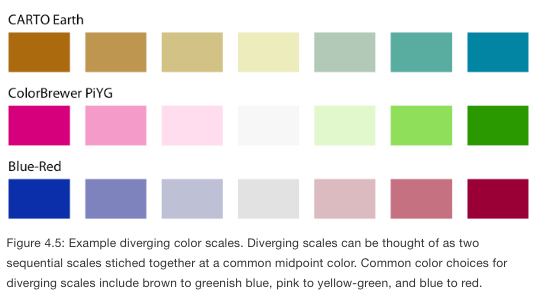 CARTO Earth
ColorBrewer PiYG
Blue-Red
Figure 4.5: Example diverging color scales. Diverging scales can be thought of as two
sequential scales stiched together at a common midpoint color. Common color choices for
diverging scales include brown to greenish blue, pink to yellow-green, and blue to red.